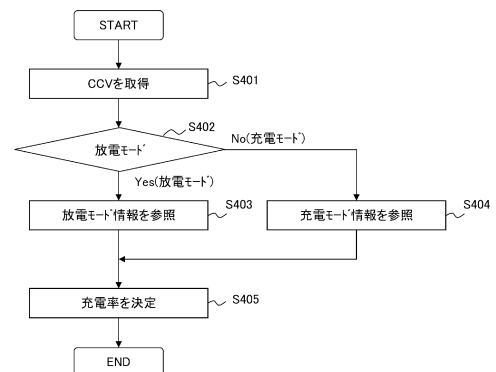 START
CCVを取得
S401
S402
放電モード
No(充電モード)
Yes(放電モード)
放電モード情報を参照
S403
充電モード情報を参照
S404
充電率を決定
S405
END